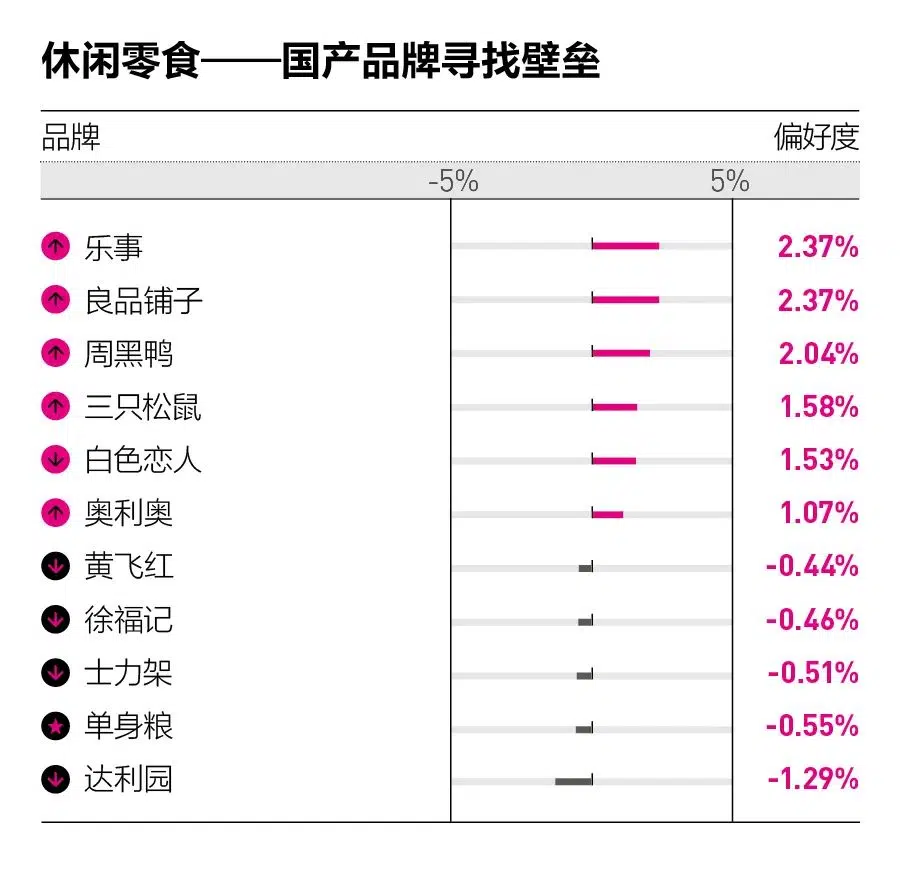 休闲零食——国产品牌寻找壁垒
品牌 偏好度
-5% 5%
乐事 2.37%
良品铺子 2.37%
周黑鸭 2.04%
三只松鼠 1.58%
白色恋人 1.53%
奥利奥 1.07%
黄飞红 -0.44%
徐福记 -0.46%
士力架 -0.51%
单身粮 -0.55%
达利园 -1.29%